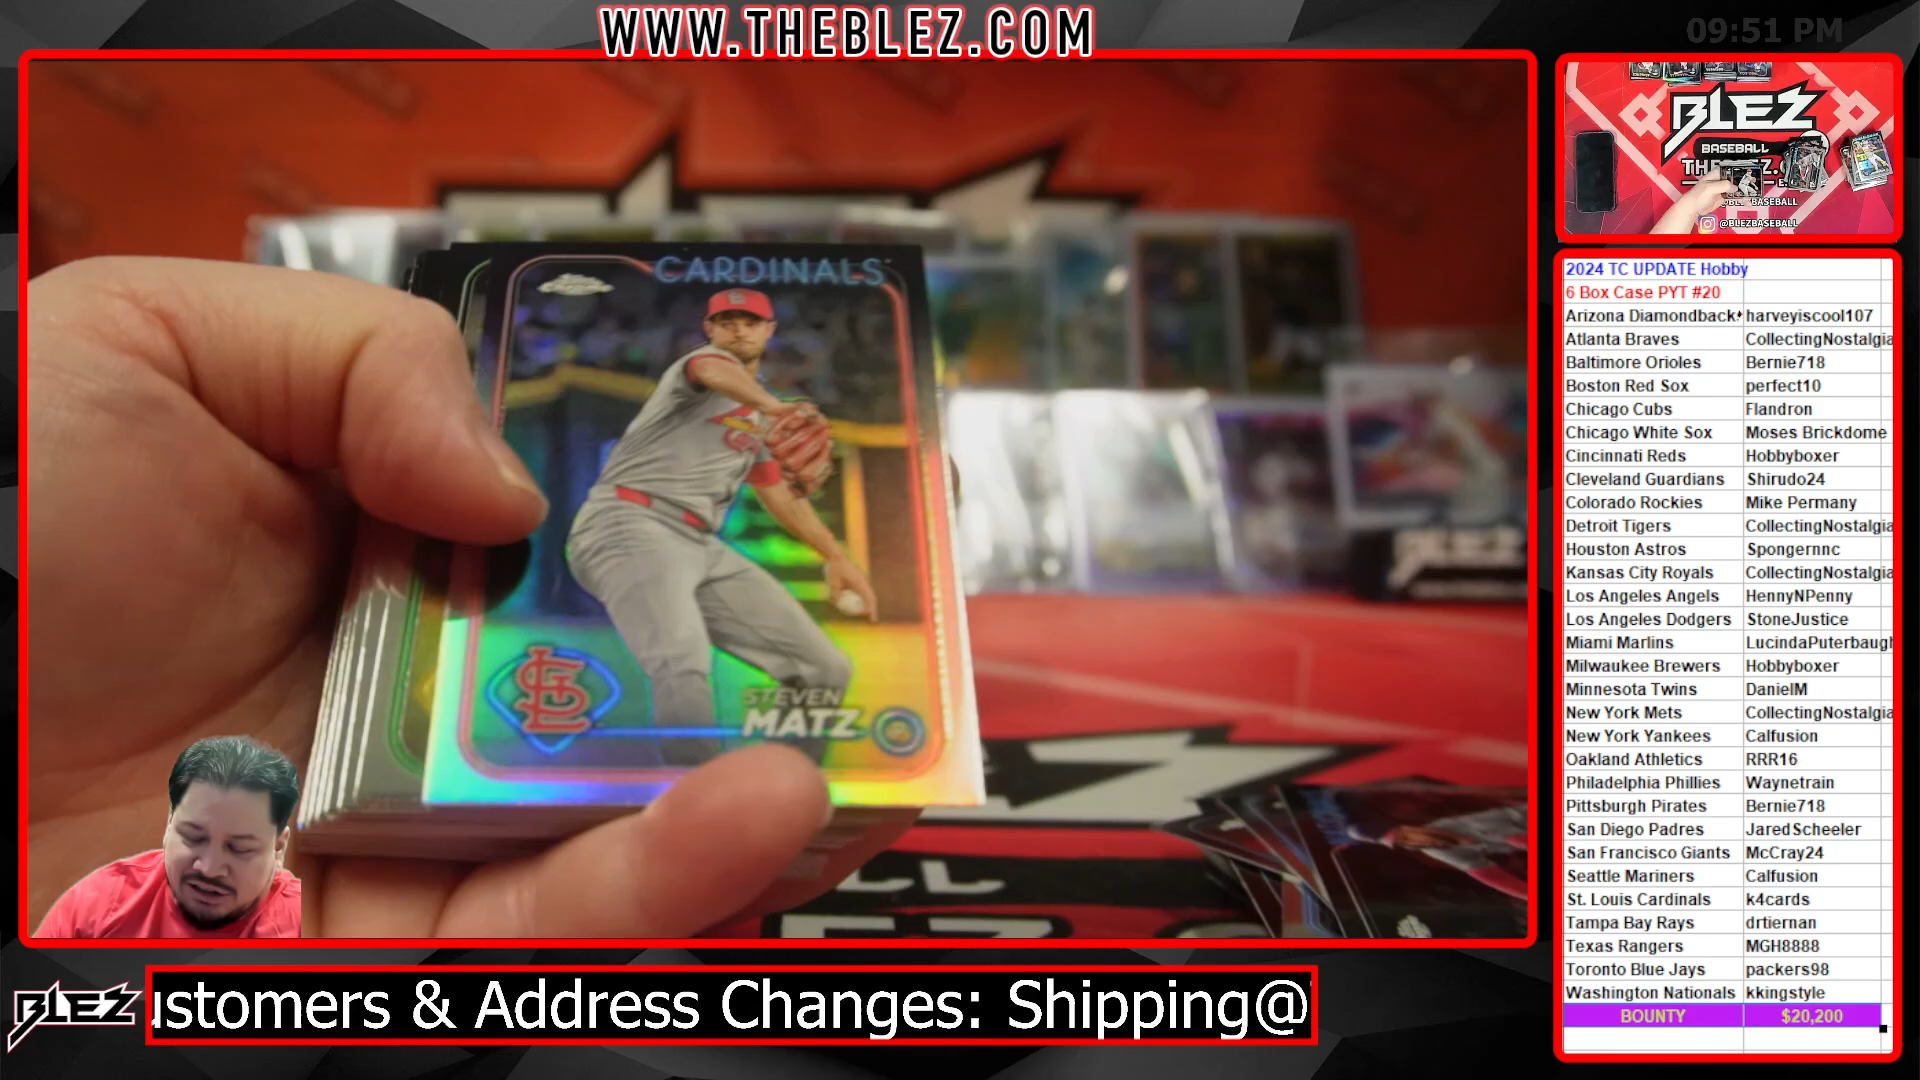 WWW.THEBLEZ.COM
09:51 PM
CARDINALS
STEVEN
MATZ
BLEZ
BASEBALL
@BLEZBASEBALL
2024 TC UPDATE Hobby
6 Box Case PYT #20
Arizona Diamondback harveyiscool107
Atlanta Braves CollectingNostalgia
Baltimore Orioles Bernie718
Boston Red Sox perfect10
Chicago Cubs Flandron
Chicago White Sox Moses Brickdome
Cincinnati Reds Hobbyboxer
Cleveland Guardians Shirudo24
Colorado Rockies Mike Permany
Detroit Tigers CollectingNostalgia
Houston Astros Spongernnc
Kansas City Royals CollectingNostalgia
Los Angeles Angels HennyNPenny
Los Angeles Dodgers StoneJustice
Miami Marlins LucindaPuterbaugh
Milwaukee Brewers Hobbyboxer
Minnesota Twins DanielM
New York Mets CollectingNostalgia
New York Yankees Calfusion
Oakland Athletics RRR16
Philadelphia Phillies Waynetrain
Pittsburgh Pirates Bernie718
San Diego Padres JaredScheeler
San Francisco Giants McCray24
Seattle Mariners Calfusion
St. Louis Cardinals k4cards
Tampa Bay Rays drtiernan
Texas Rangers MGH8888
Toronto Blue Jays packers98
Washington Nationals kkingstyle
BOUNTY $20,200
BLEZ
ustomers & Address Changes: Shipping@